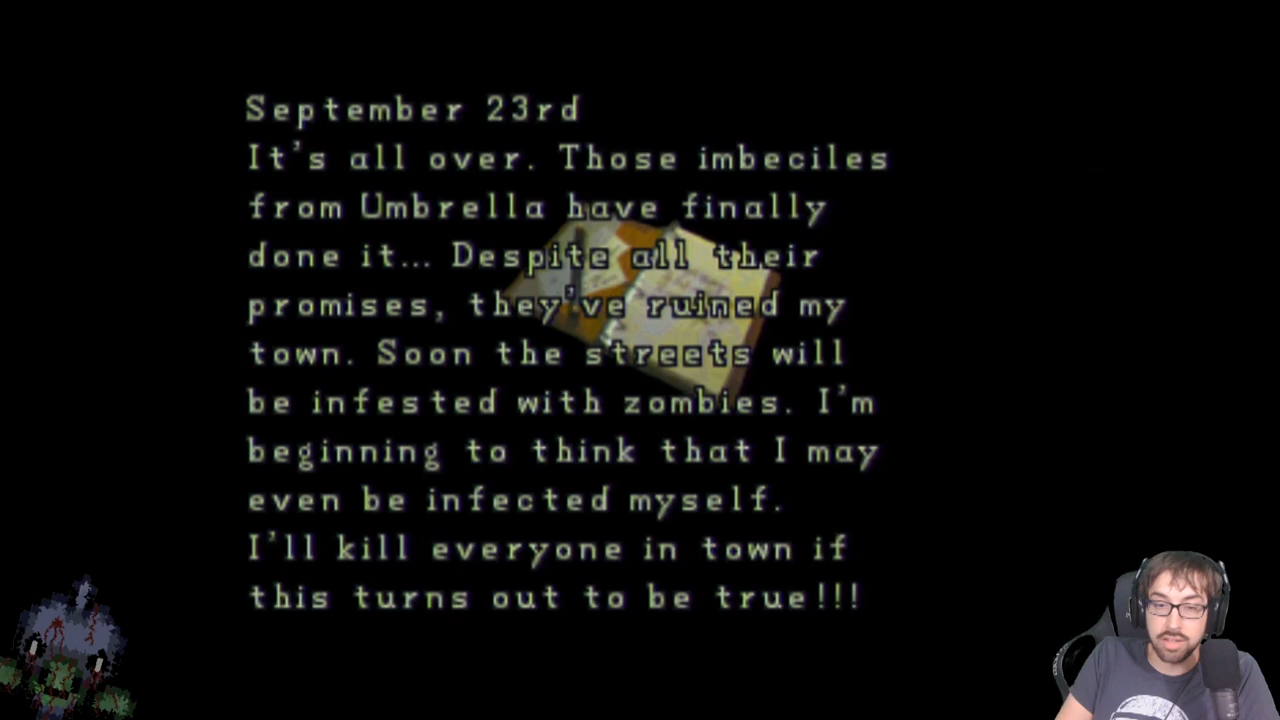 September 23rd
It's all over. Those imbeciles
from Umbrella have finally
done it... Despite all their
promises, they've ruined my
town. Soon the streets will
be infested with zombies. I'm
beginning to think that I may
even be infected myself.
I'll kill everyone in town if
this turns out to be true!!!